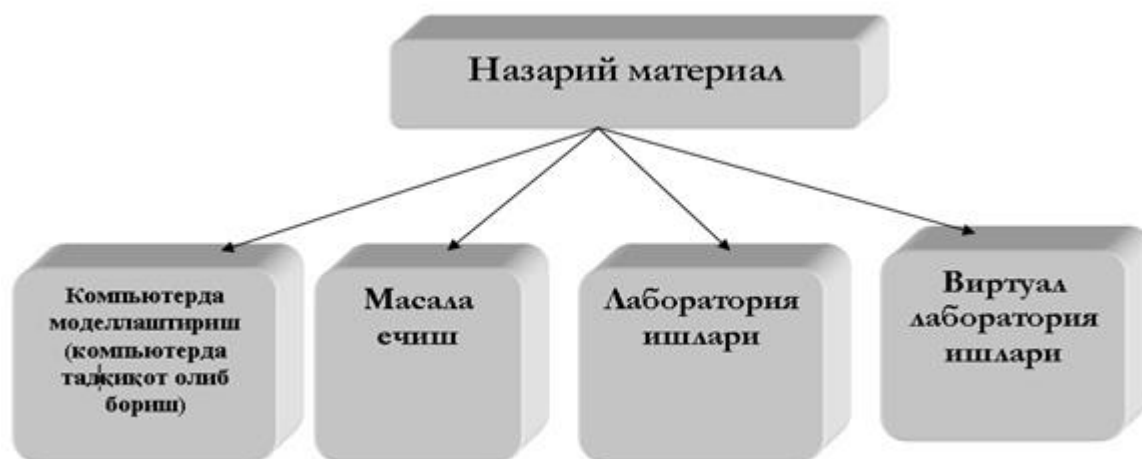 Назарий материал
Компьютерда
моделлаштириш
(компьютерда
тадқиқот олиб
бориш)
Масала
ечиш
Лаборатория
ишлари
Виртуал
лаборатория
ишлари